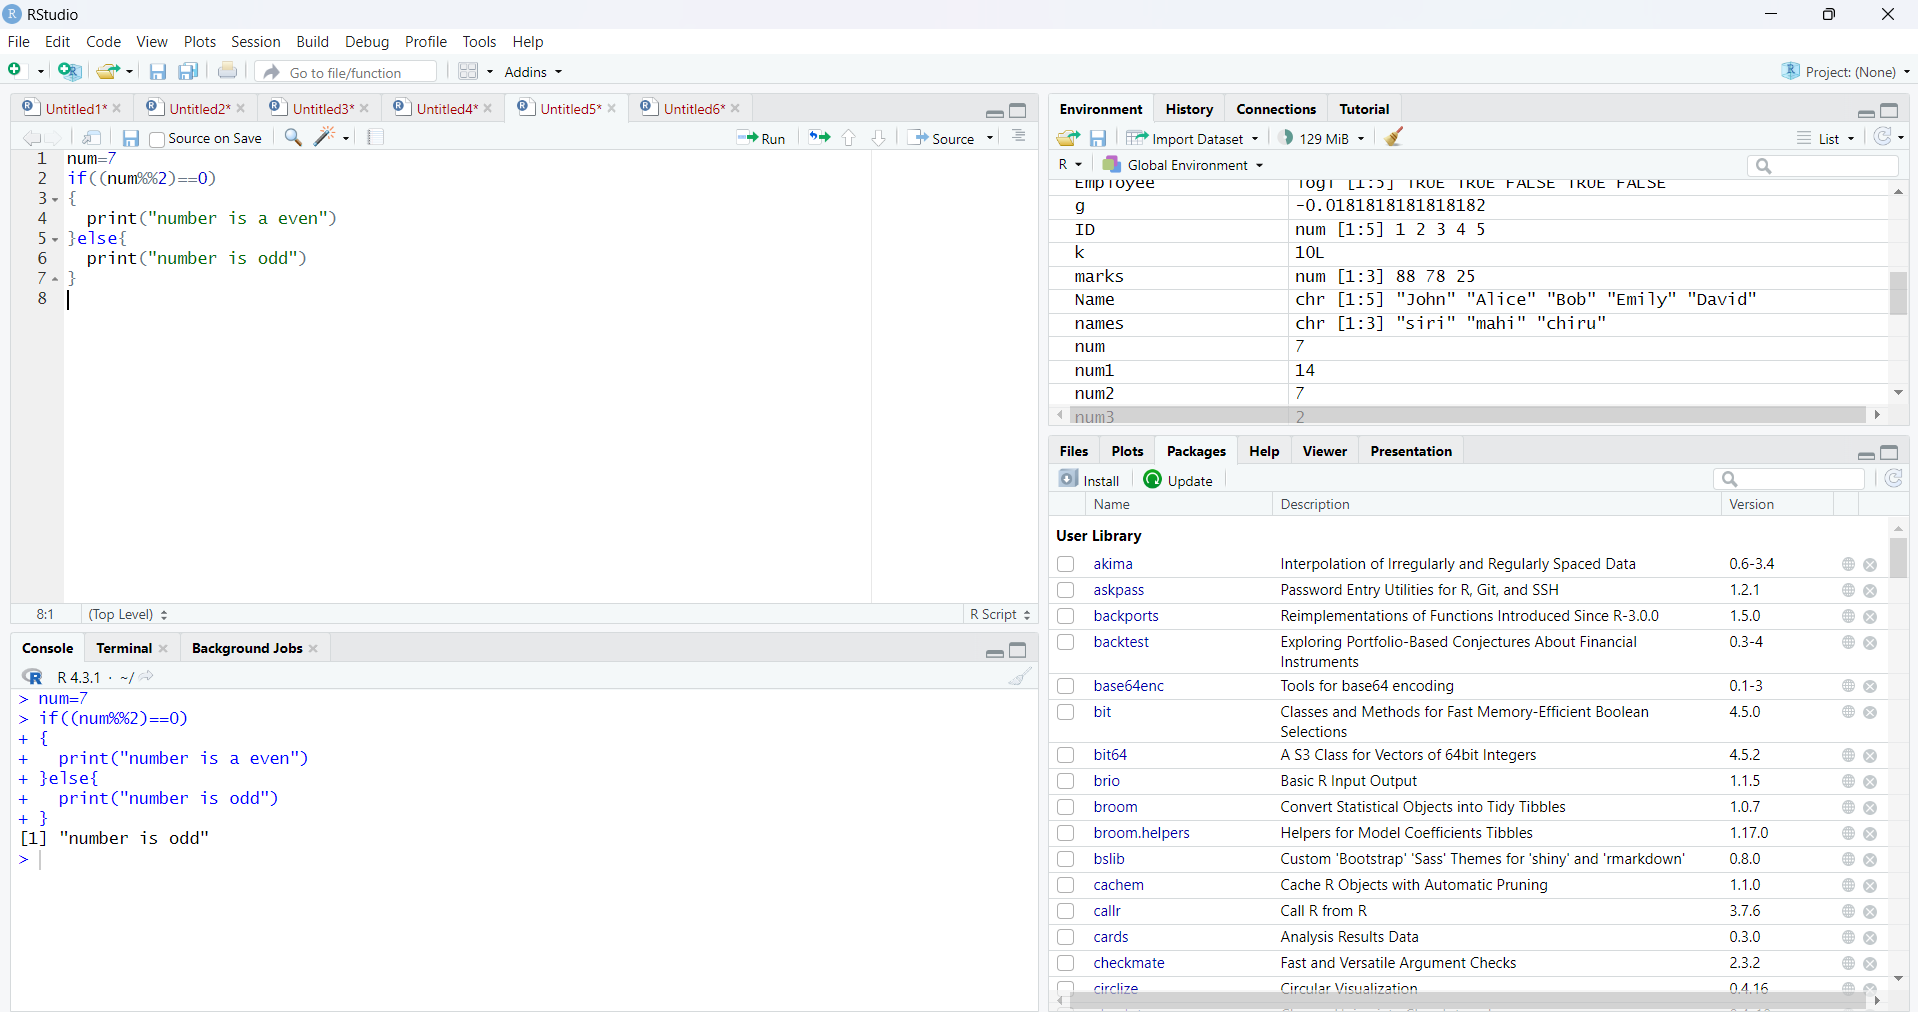 RStudio
File Edit Code View Plots Session Build Debug Profile Tools Help
Go to file/function Addins Project: (None)
Untitled1* Untitled2* Untitled3* Untitled4* Untitled5* Untitled6*
Source on Save Run Source
1 num=7
2 if((num%%2)==0)
3 {
4 print("number is a even")
5 }else{
6 print("number is odd")
7 }
8
8:1 (Top Level) R Script
Console Terminal Background Jobs
R 4.3.1 · ~/
> num=7
> if((num%%2)==0)
+ {
+   print("number is a even")
+ }else{
+   print("number is odd")
+ }
[1] "number is odd"
>
Environment History Connections Tutorial
Import Dataset 129 MiB List
R Global Environment
Employee logi [1:5] TRUE TRUE FALSE TRUE FALSE
g -0.0181818181818182
ID num [1:5] 1 2 3 4 5
k 10L
marks num [1:3] 88 78 25
Name chr [1:5] "John" "Alice" "Bob" "Emily" "David"
names chr [1:3] "siri" "mahi" "chiru"
num 7
num1 14
num2 7
num3 2
Files Plots Packages Help Viewer Presentation
Install Update
Name Description Version
User Library
akima Interpolation of Irregularly and Regularly Spaced Data 0.6-3.4
askpass Password Entry Utilities for R, Git, and SSH 1.2.1
backports Reimplementations of Functions Introduced Since R-3.0.0 1.5.0
backtest Exploring Portfolio-Based Conjectures About Financial 0.3-4
Instruments
base64enc Tools for base64 encoding 0.1-3
bit Classes and Methods for Fast Memory-Efficient Boolean 4.5.0
Selections
bit64 A S3 Class for Vectors of 64bit Integers 4.5.2
brio Basic R Input Output 1.1.5
broom Convert Statistical Objects into Tidy Tibbles 1.0.7
broom.helpers Helpers for Model Coefficients Tibbles 1.17.0
bslib Custom 'Bootstrap' 'Sass' Themes for 'shiny' and 'rmarkdown' 0.8.0
cachem Cache R Objects with Automatic Pruning 1.1.0
callr Call R from R 3.7.6
cards Analysis Results Data 0.3.0
checkmate Fast and Versatile Argument Checks 2.3.2
circlize Circular Visualization 0.4.16